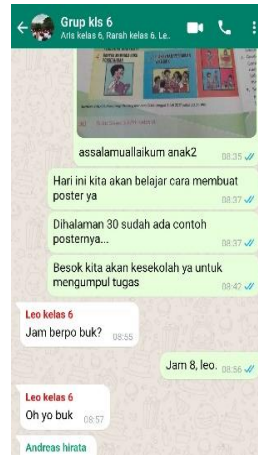 Grup kls 6
Aris kelas 6, Rarah kelas 6. Le..
assalamuallaikum anak2
08.35
Hari ini kita akan belajar cara membuat
poster ya
08.37
Dihalaman 30 sudah ada contoh
posternya...
08.37
Besok kita akan kesekolah ya untuk
mengumpul tugas
08.42
Leo kelas 6
Jam berpo buk?
08.55
Jam 8, leo.
08.56
Leo kelas 6
Oh yo buk
08.57
Andreas hirata